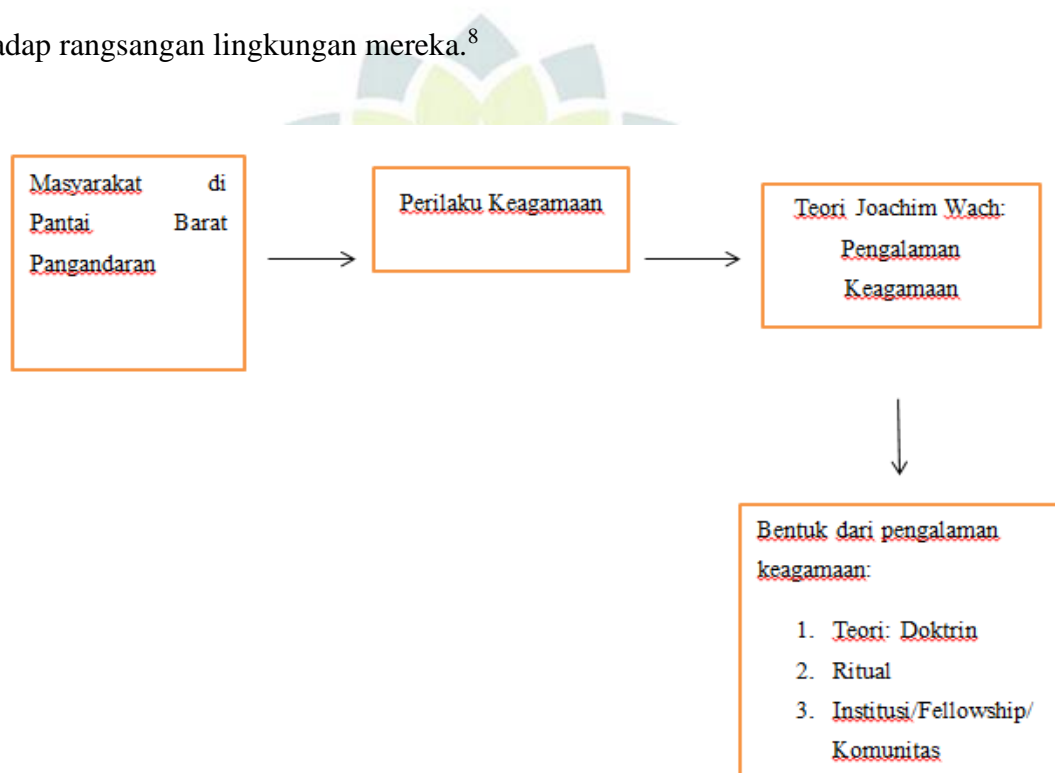 adap rangsangan lingkungan mereka.8
Masyarakat di
Pantai Barat
Pangandaran
Perilaku Keagamaan
Teori Joachim Wach:
Pengalaman
Keagamaan
Bentuk dari pengalaman
keagamaan:
1. Teori: Doktrin
2. Ritual
3. Institusi/Fellowship/
Komunitas